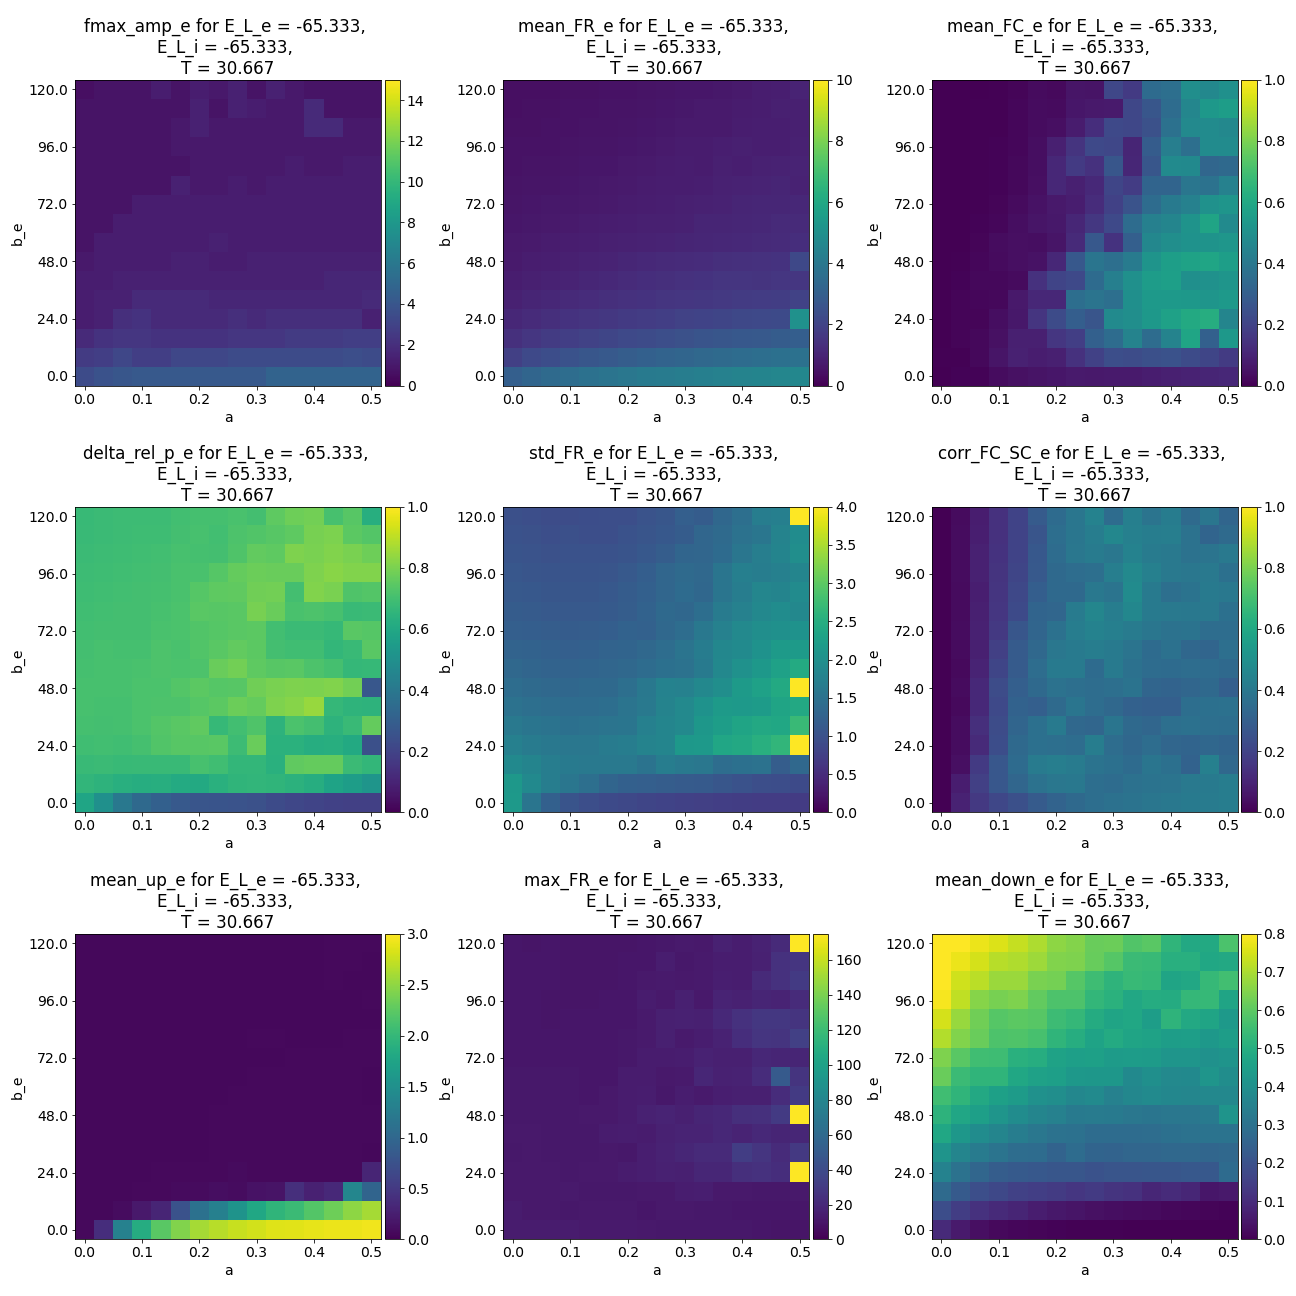 fmax_amp_e for E_L_e = -65.333,
E_L_i = -65.333,
T = 30.667
120.0
96.0
72.0
48.0
24.0
0.0
b_e
0.0 0.1 0.2 0.3 0.4 0.5
a
14
12
10
8
6
4
2
0
mean_FR_e for E_L_e = -65.333,
E_L_i = -65.333,
T = 30.667
120.0
96.0
72.0
48.0
24.0
0.0
b_e
0.0 0.1 0.2 0.3 0.4 0.5
a
10
8
6
4
2
0
mean_FC_e for E_L_e = -65.333,
E_L_i = -65.333,
T = 30.667
120.0
96.0
72.0
48.0
24.0
0.0
b_e
0.0 0.1 0.2 0.3 0.4 0.5
a
1.0
0.8
0.6
0.4
0.2
0.0
delta_rel_p_e for E_L_e = -65.333,
E_L_i = -65.333,
T = 30.667
120.0
96.0
72.0
48.0
24.0
0.0
b_e
0.0 0.1 0.2 0.3 0.4 0.5
a
1.0
0.8
0.6
0.4
0.2
0.0
std_FR_e for E_L_e = -65.333,
E_L_i = -65.333,
T = 30.667
120.0
96.0
72.0
48.0
24.0
0.0
b_e
0.0 0.1 0.2 0.3 0.4 0.5
a
4.0
3.5
3.0
2.5
2.0
1.5
1.0
0.5
0.0
corr_FC_SC_e for E_L_e = -65.333,
E_L_i = -65.333,
T = 30.667
120.0
96.0
72.0
48.0
24.0
0.0
b_e
0.0 0.1 0.2 0.3 0.4 0.5
a
1.0
0.8
0.6
0.4
0.2
0.0
mean_up_e for E_L_e = -65.333,
E_L_i = -65.333,
T = 30.667
120.0
96.0
72.0
48.0
24.0
0.0
b_e
0.0 0.1 0.2 0.3 0.4 0.5
a
3.0
2.5
2.0
1.5
1.0
0.5
0.0
max_FR_e for E_L_e = -65.333,
E_L_i = -65.333,
T = 30.667
120.0
96.0
72.0
48.0
24.0
0.0
b_e
0.0 0.1 0.2 0.3 0.4 0.5
a
160
140
120
100
80
60
40
20
0
mean_down_e for E_L_e = -65.333,
E_L_i = -65.333,
T = 30.667
120.0
96.0
72.0
48.0
24.0
0.0
b_e
0.0 0.1 0.2 0.3 0.4 0.5
a
0.8
0.7
0.6
0.5
0.4
0.3
0.2
0.1
0.0